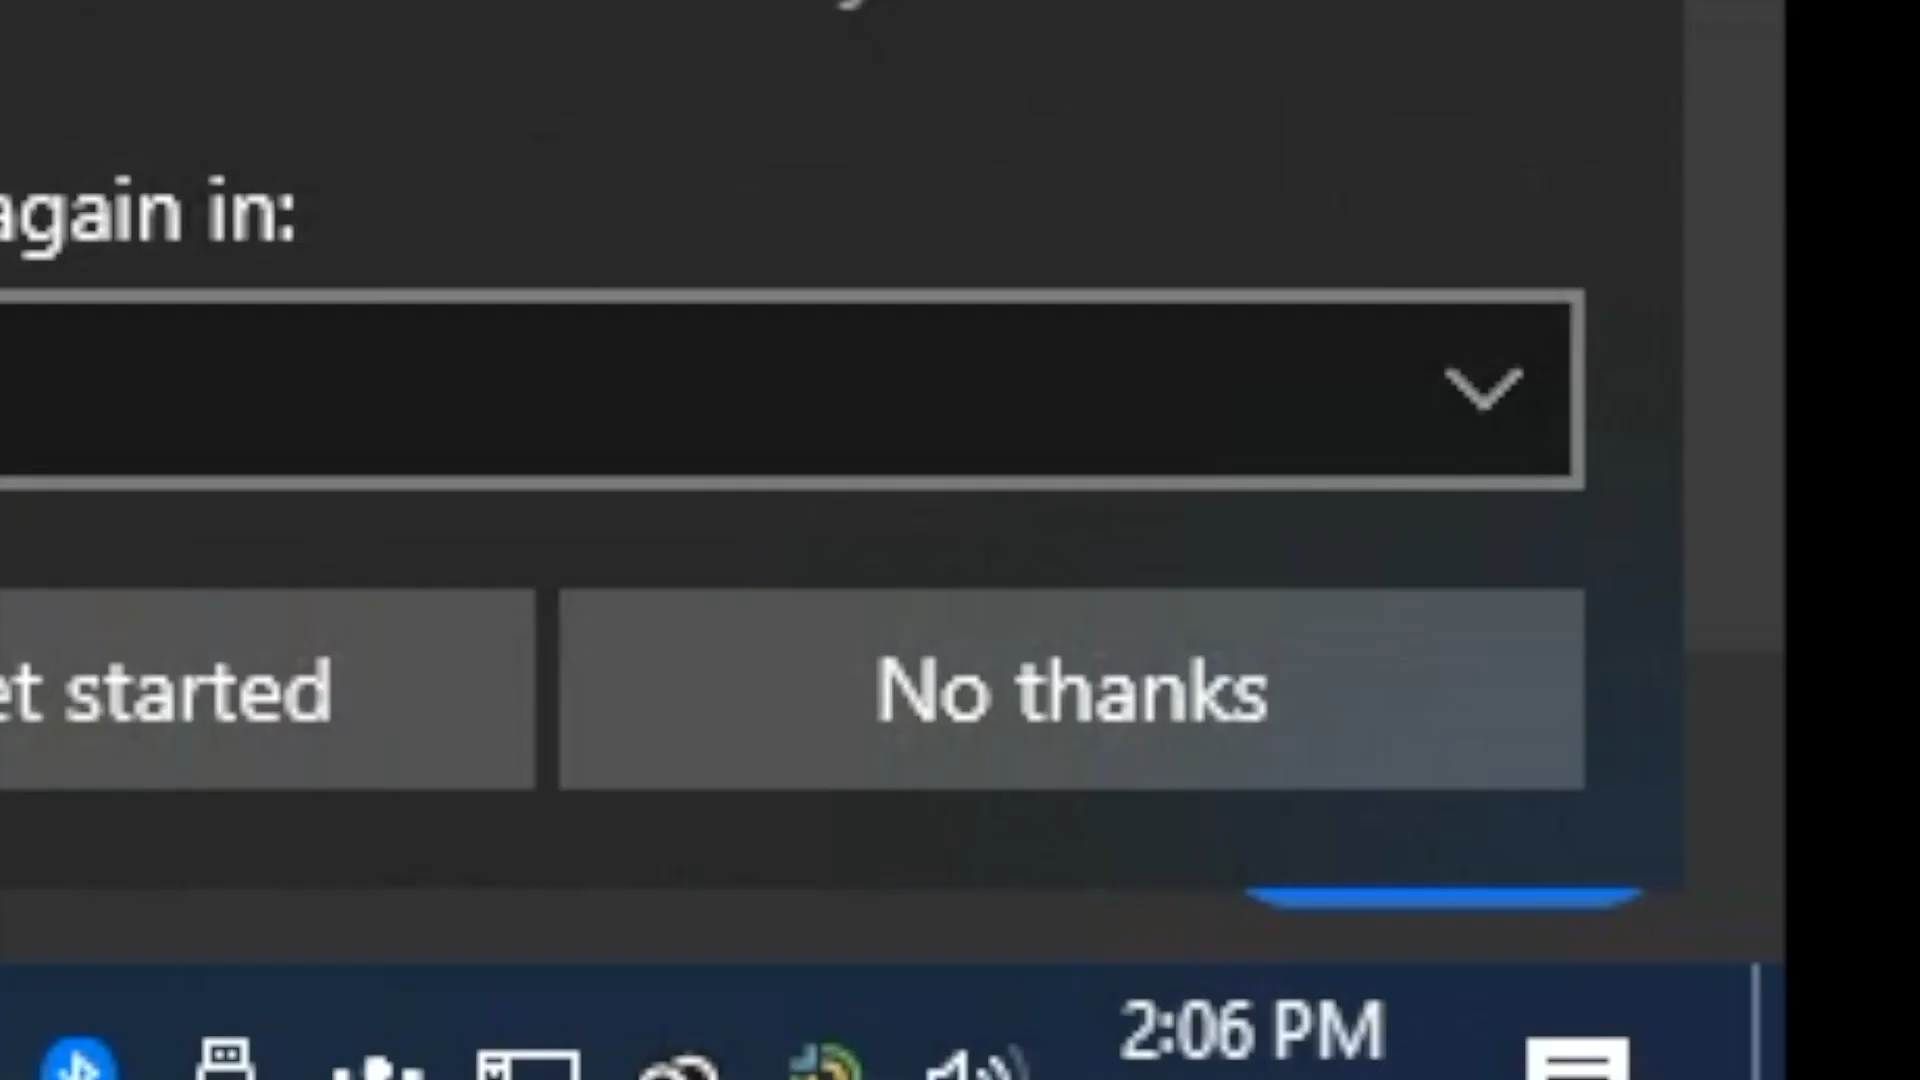 again in:
et started
No thanks
2:06 PM